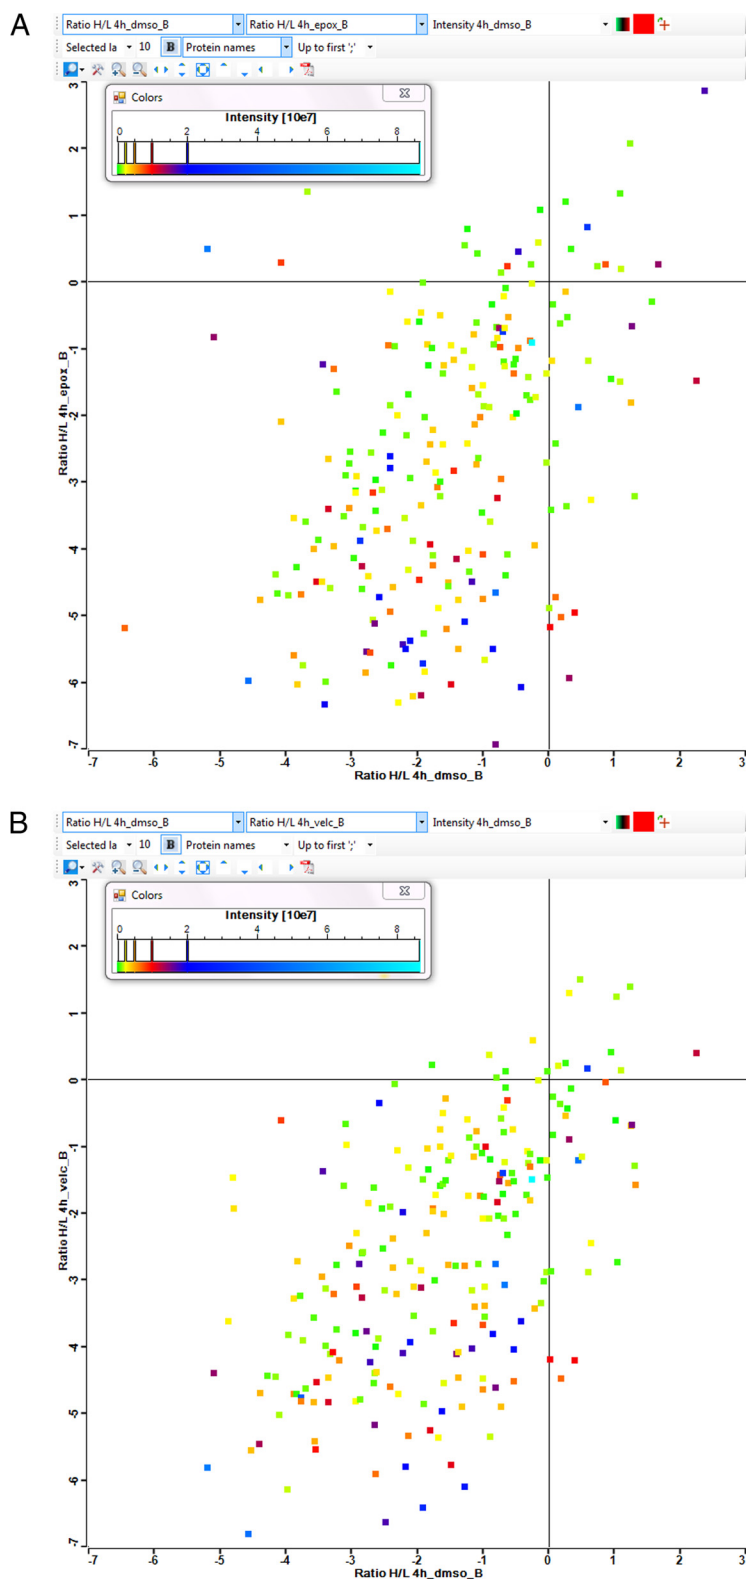 A
Ratio H/L 4h_dmso_B Ratio H/L 4h_epox_B Intensity 4h_dmso_B
Selected la 10 B Protein names Up to first ';'
Colors
Intensity [10e7]
0 2 4 6 8
3
2
1
0
-1
-2
-3
-4
-5
-6
-7
Ratio H/L 4h_epox_B
-7 -6 -5 -4 -3 -2 -1 0 1 2 3
Ratio H/L 4h_dmso_B
B
Ratio H/L 4h_dmso_B Ratio H/L 4h_velc_B Intensity 4h_dmso_B
Selected la 10 B Protein names Up to first ';'
Colors
Intensity [10e7]
0 2 4 6 8
3
2
1
0
-1
-2
-3
-4
-5
-6
-7
Ratio H/L 4h_velc_B
-7 -6 -5 -4 -3 -2 -1 0 1 2 3
Ratio H/L 4h_dmso_B